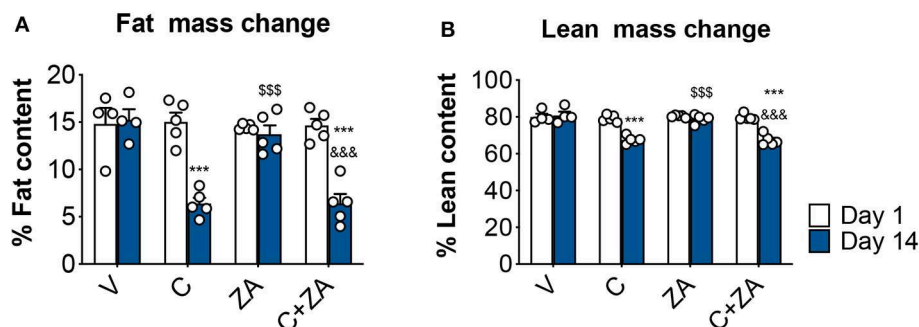 A
Fat mass change
% Fat content
20
15
10
5
0
***
$$$
***
&&&
V
C
ZA
C+ZA
B
Lean mass change
% Lean content
100
80
60
40
20
0
***
$$$
***
&&&
V
C
ZA
C+ZA
Day 1
Day 14